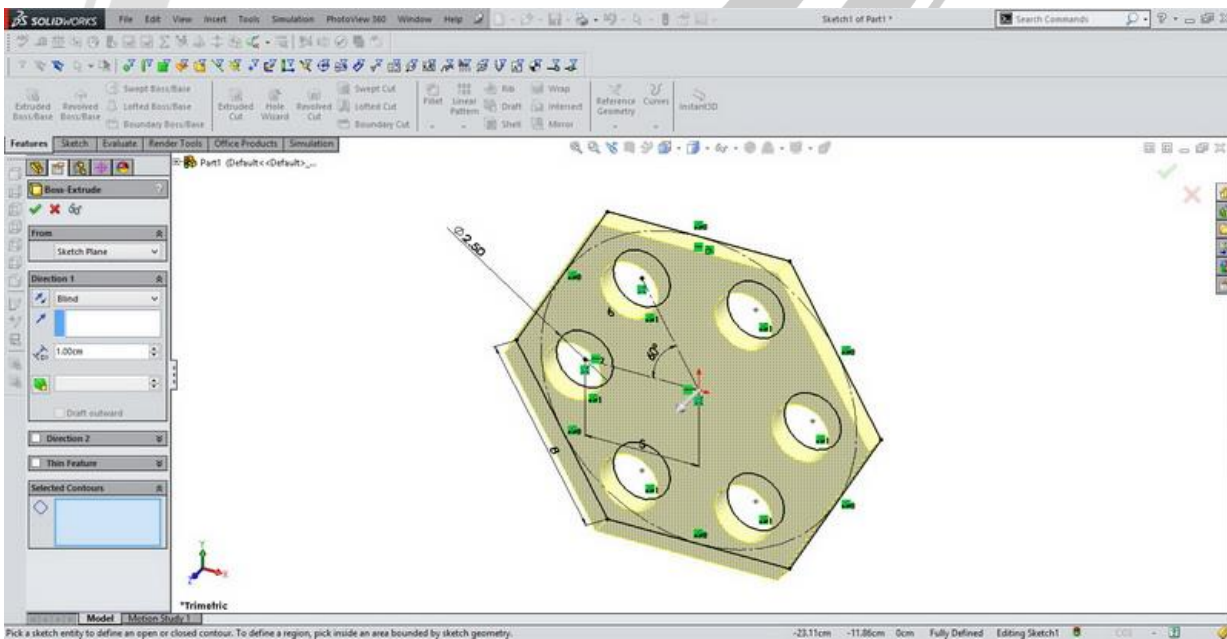 SOLIDWORKS File Edit View Insert Tools Simulation PhotoView 360 Window Help Sketch1 of Part1 * Search Commands
Extruded Boss/Base Revolved Boss/Base Swept Boss/Base Lofted Boss/Base Boundary Boss/Base Extruded Cut Hole Wizard Revolved Cut Swept Cut Lofted Cut Boundary Cut Fillet Linear Pattern Rib Draft Shell Wrap Intersect Mirror Reference Geometry Curves Instant3D
Features Sketch Evaluate Render Tools Office Products Simulation
Part1 (Default<<Default>_...
Boss-Extrude ?
From
Sketch Plane
Direction 1
Blind
1.00cm
Draft outward
Direction 2
Thin Feature
Selected Contours
Ø2.50
6
60°
5
8
Y
X
Z
*Trimetric
Model Motion Study 1
Pick a sketch entity to define an open or closed contour. To define a region, pick inside an area bounded by sketch geometry. -23.11cm -11.86cm 0cm Fully Defined Editing Sketch1